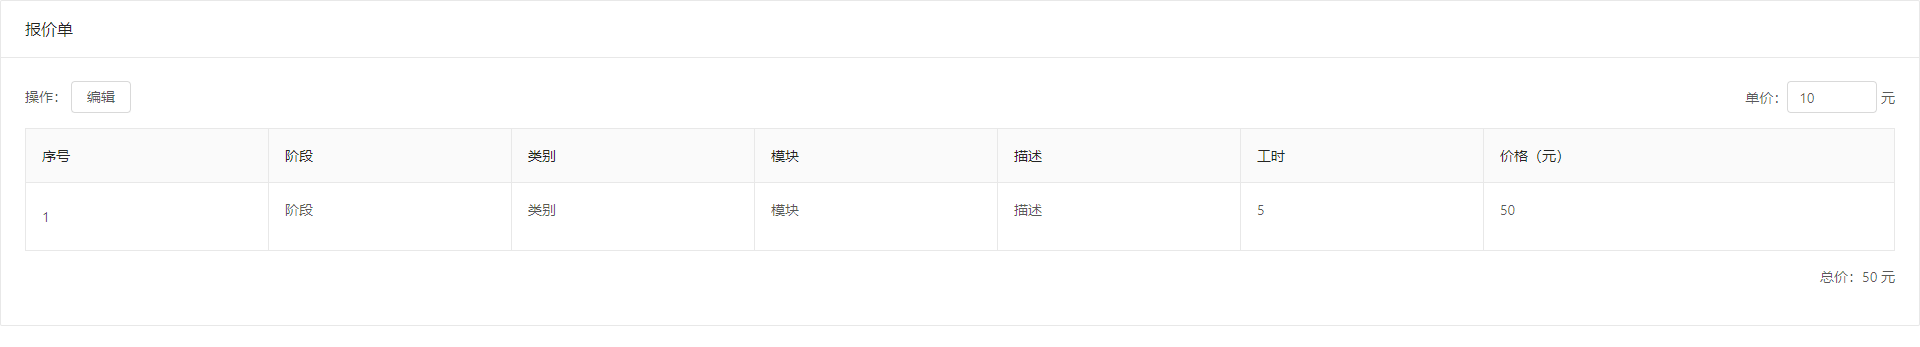 报价单
操作： 编辑 单价： 10 元
序号 阶段 类别 模块 描述 工时 价格（元）
1 阶段 类别 模块 描述 5 50
总价：50 元